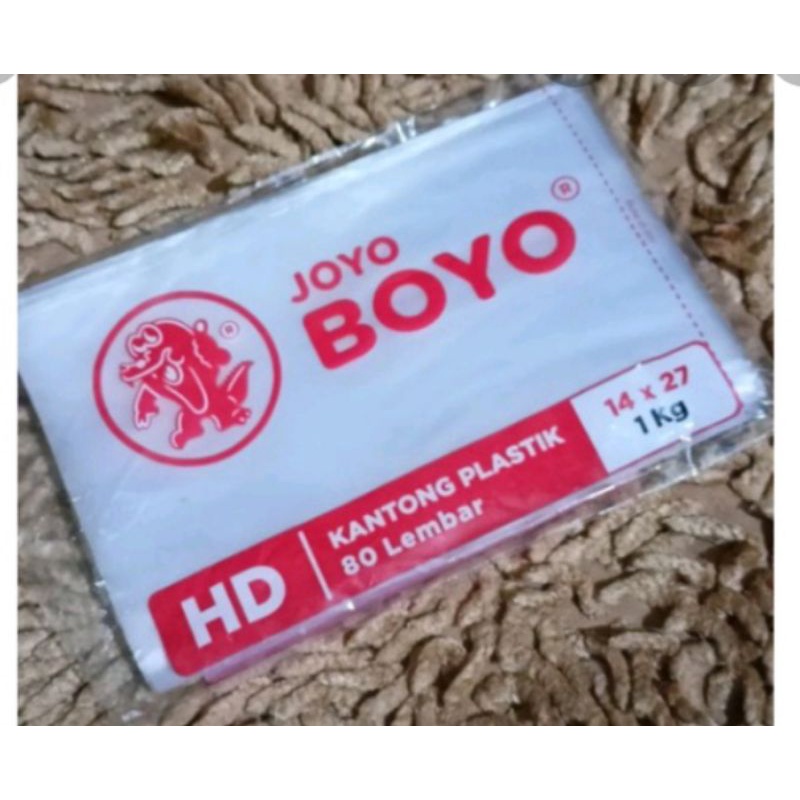 JOYO
BOYO
®
®
14 x 27
1 Kg
HD
KANTONG PLASTIK
80 Lembar